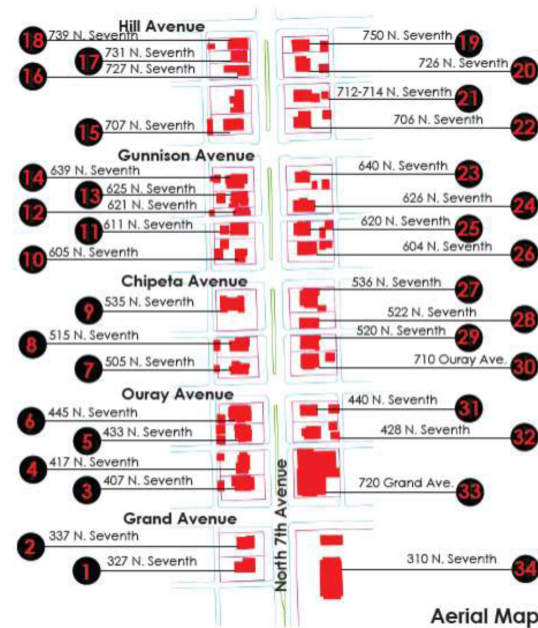 Hill Avenue
18 739 N. Seventh
750 N. Seventh 19
17 731 N. Seventh
16 727 N. Seventh
726 N. Seventh 20
712-714 N. Seventh 21
15 707 N. Seventh
706 N. Seventh 22
Gunnison Avenue
14 639 N. Seventh
640 N. Seventh 23
13 625 N. Seventh
12 621 N. Seventh
626 N. Seventh 24
11 611 N. Seventh
620 N. Seventh 25
10 605 N. Seventh
604 N. Seventh 26
Chipeta Avenue
536 N. Seventh 27
9 535 N. Seventh
522 N. Seventh 28
8 515 N. Seventh
520 N. Seventh 29
7 505 N. Seventh
710 Ouray Ave. 30
Ouray Avenue
6 445 N. Seventh
440 N. Seventh 31
5 433 N. Seventh
428 N. Seventh 32
4 417 N. Seventh
3 407 N. Seventh
720 Grand Ave. 33
North 7th Avenue
Grand Avenue
2 337 N. Seventh
1 327 N. Seventh
310 N. Seventh 34
Aerial Map